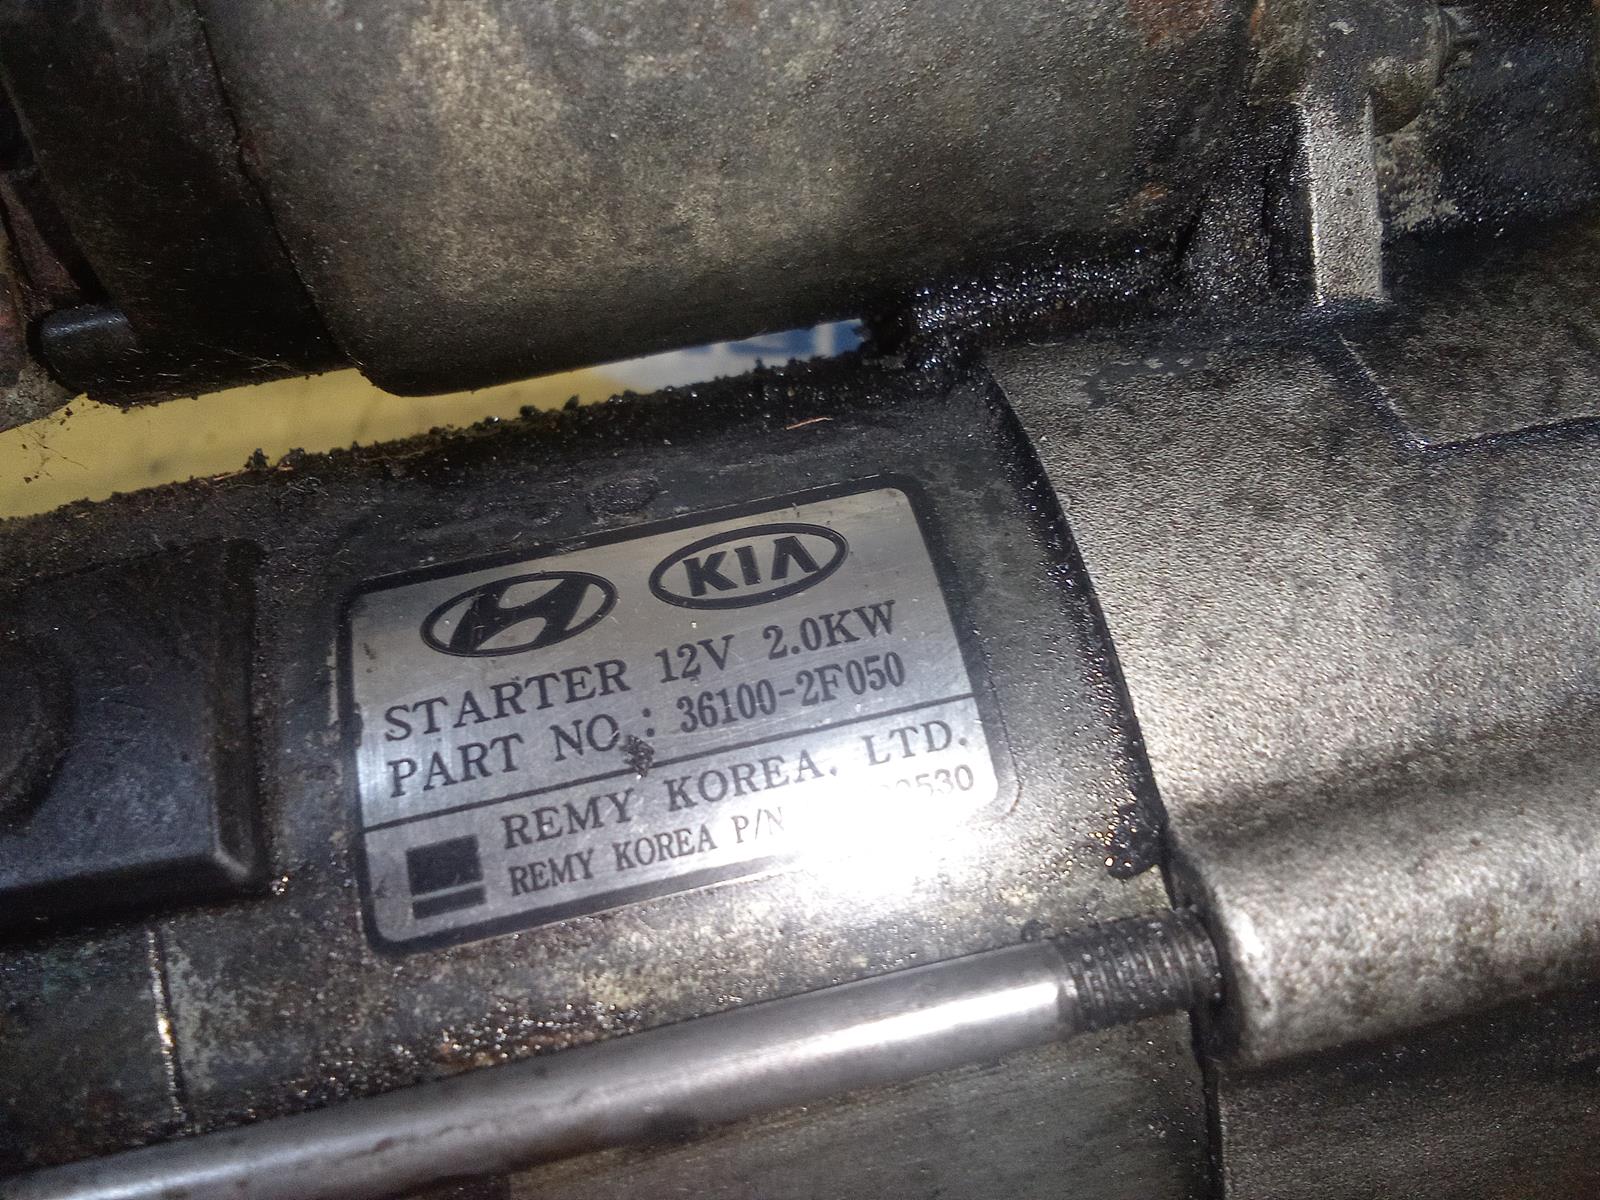 KIA
STARTER 12V 2.0KW
PART NO.: 36100-2F050
REMY KOREA. LTD.
REMY KOREA P/N